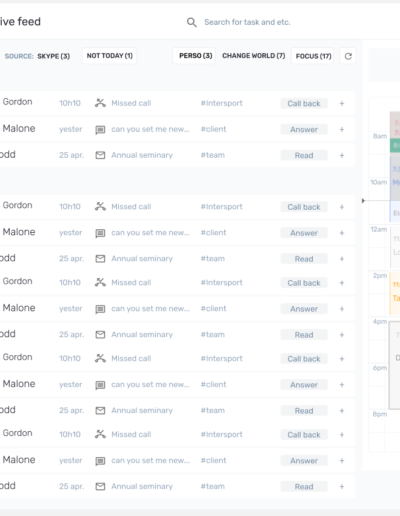 ive feed Search for task and etc.
SOURCE: SKYPE (3) NOT TODAY (1) PERSO (3) CHANGE WORLD (7) FOCUS (17)
Gordon 10h10 Missed call #Intersport Call back +
Malone yester can you set me new... #client Answer +
odd 25 apr. Annual seminary #team Read +
Gordon 10h10 Missed call #Intersport Call back +
Malone yester can you set me new... #client Answer +
odd 25 apr. Annual seminary #team Read +
Gordon 10h10 Missed call #Intersport Call back +
Malone yester can you set me new... #client Answer +
odd 25 apr. Annual seminary #team Read +
Gordon 10h10 Missed call #Intersport Call back +
Malone yester can you set me new... #client Answer +
odd 25 apr. Annual seminary #team Read +
Gordon 10h10 Missed call #Intersport Call back +
Malone yester can you set me new... #client Answer +
odd 25 apr. Annual seminary #team Read +
8am
10am
12am
2pm
4pm
6pm
8pm